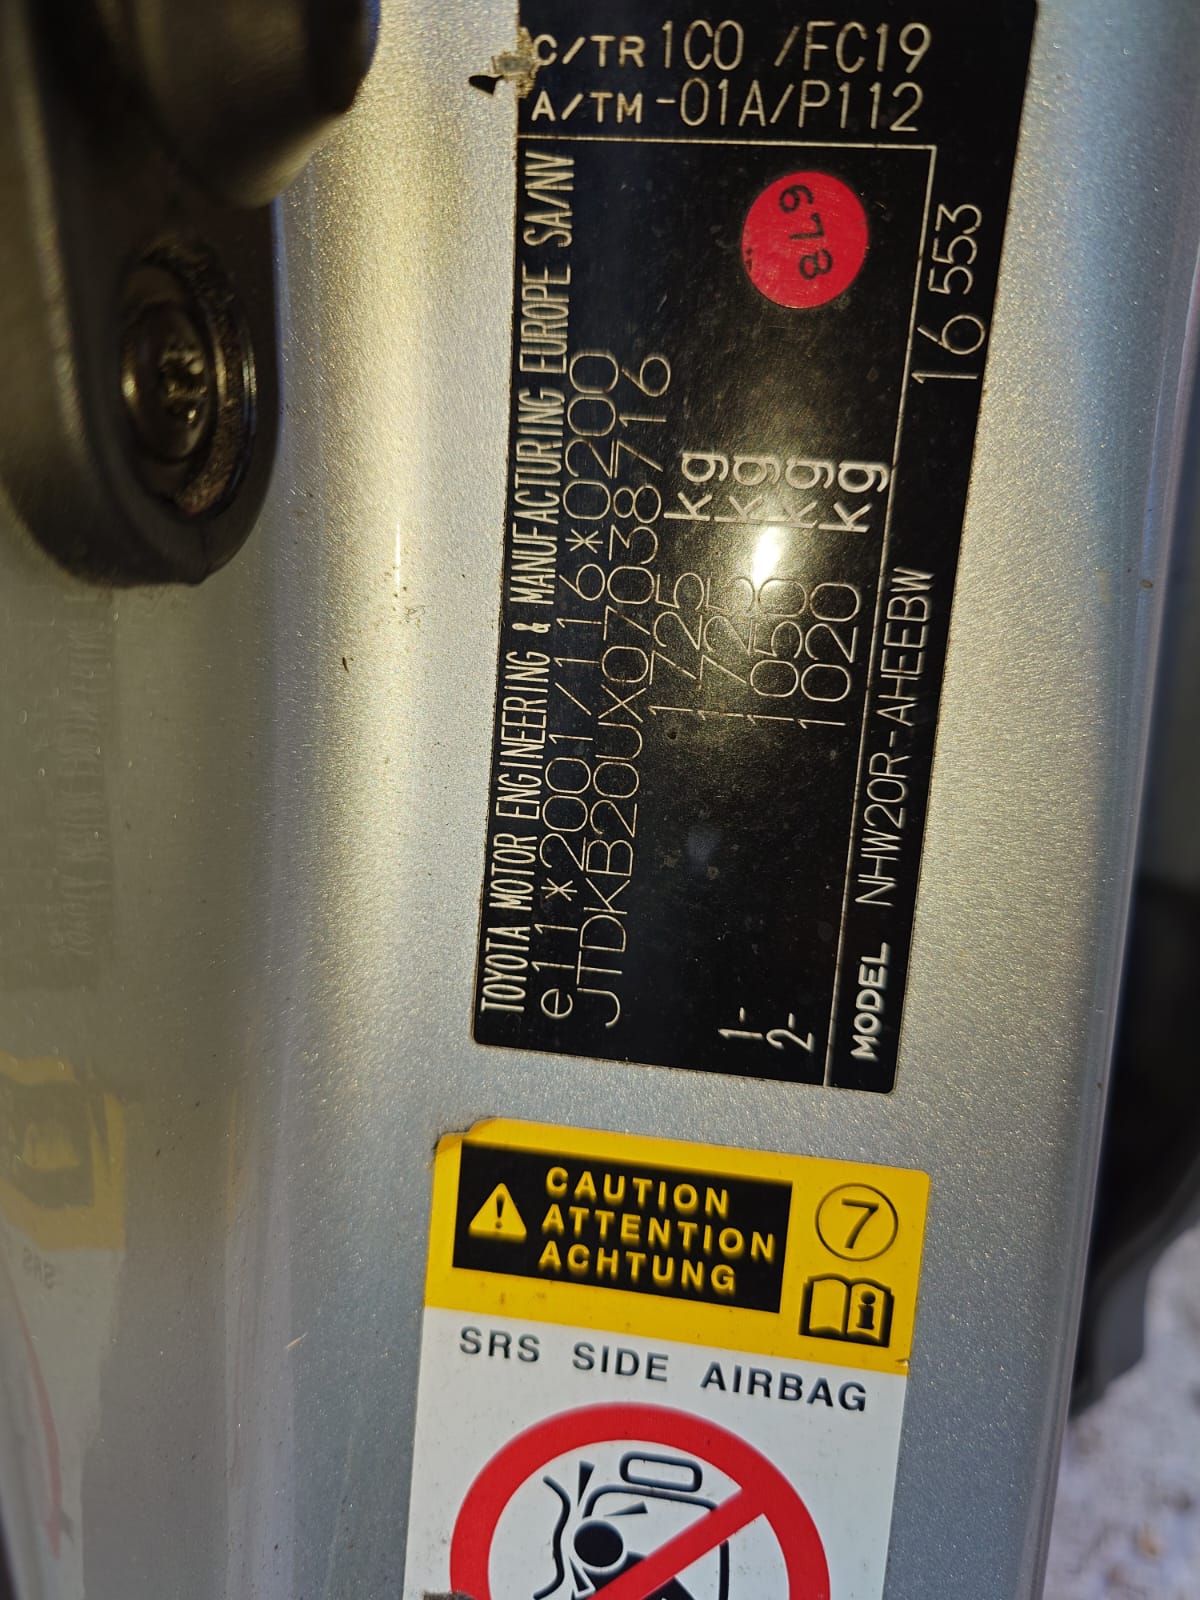 C/TR 1C0 /FC19
A/TM -01A/P112
TOYOTA MOTOR ENGINEERING & MANUFACTURING EUROPE SA/NV
e11*2001/116*0200
JTDKB20UX07038716
1725 kg
1725 kg
1- 1850 kg
2- 1020 kg
MODEL NHW20R-AHEEBW
16 553
678
CAUTION
ATTENTION
ACHTUNG
7
SRS SIDE AIRBAG